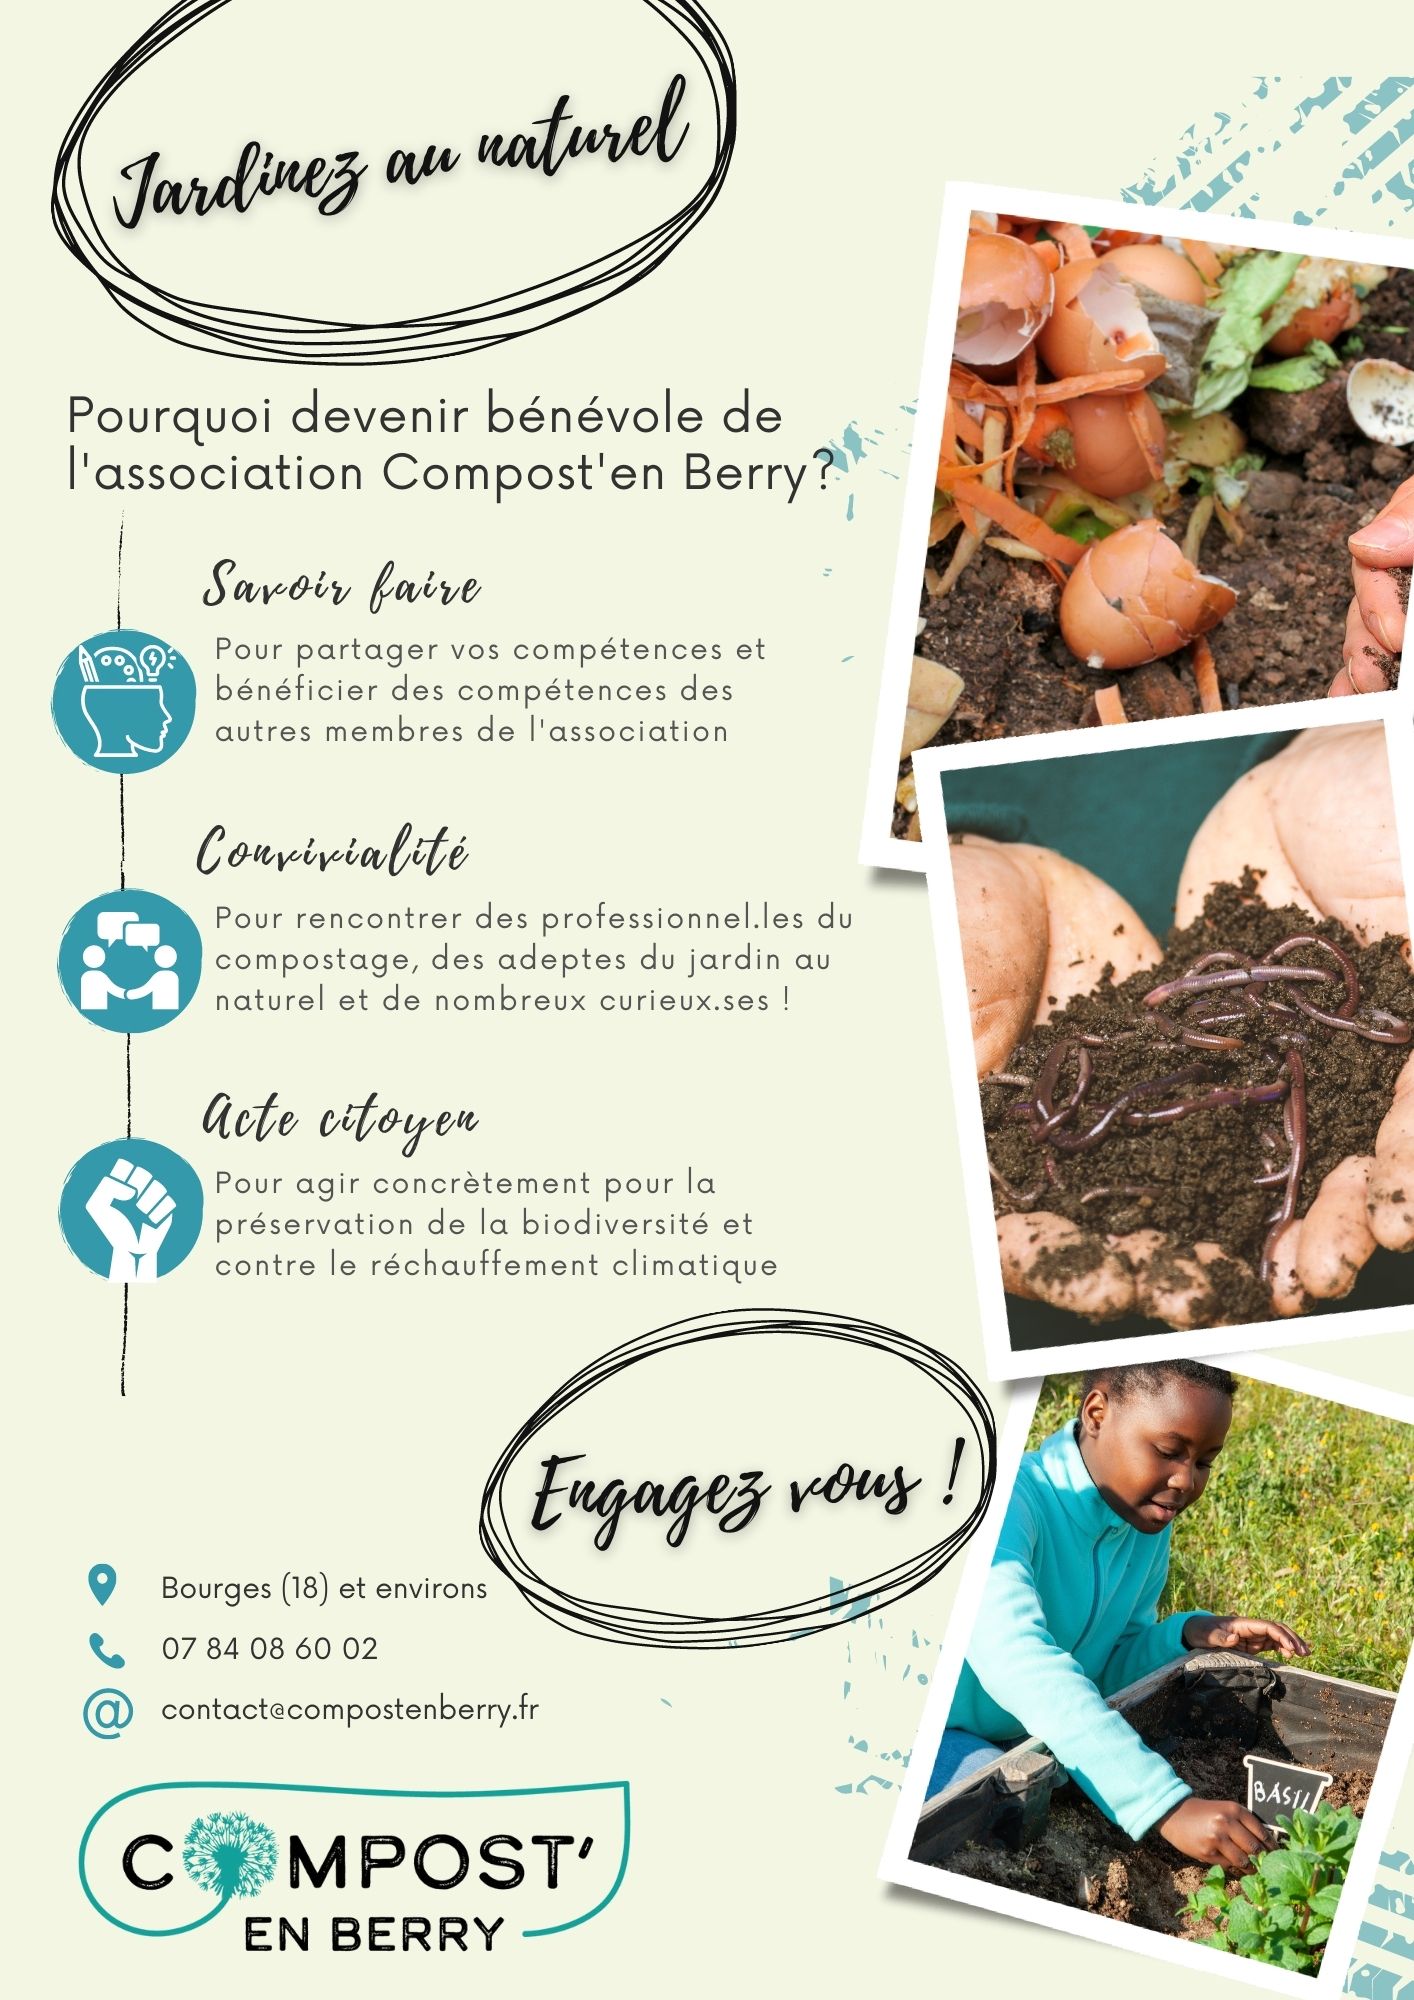 Jardinez au naturel
Pourquoi devenir bénévole de
l'association Compost'en Berry?
Savoir faire
Pour partager vos compétences et
bénéficier des compétences des
autres membres de l'association
Convivialité
Pour rencontrer des professionnel.les du
compostage, des adeptes du jardin au
naturel et de nombreux curieux.ses !
Acte citoyen
Pour agir concrètement pour la
préservation de la biodiversité et
contre le réchauffement climatique
Engagez vous !
Bourges (18) et environs
07 84 08 60 02
contact@compostenberry.fr
COMPOST'
EN BERRY
BASIL